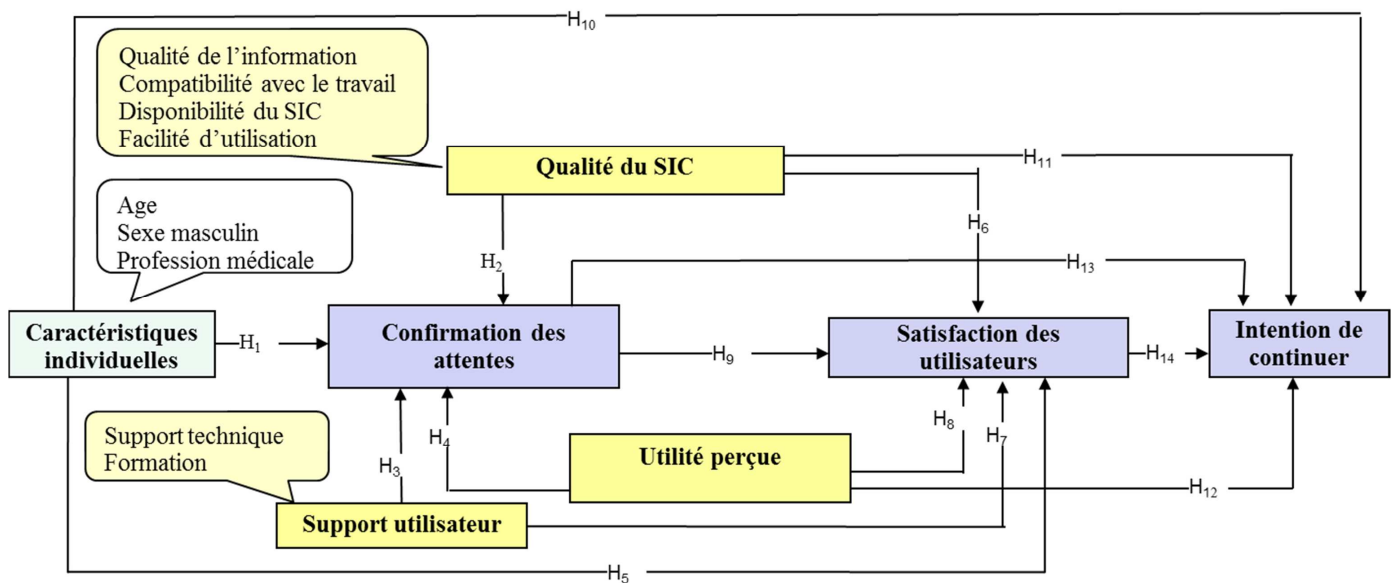 H10
Qualité de l’information
Compatibilité avec le travail
Disponibilité du SIC
Facilité d’utilisation
Qualité du SIC
H11
Age
Sexe masculin
Profession médicale
H6
H2
H13
Caractéristiques
individuelles
H1
Confirmation des
attentes
H9
Satisfaction des
utilisateurs
H14
Intention de
continuer
Support technique
Formation
H3
H4
Utilité perçue
H8
H7
H12
Support utilisateur
H5